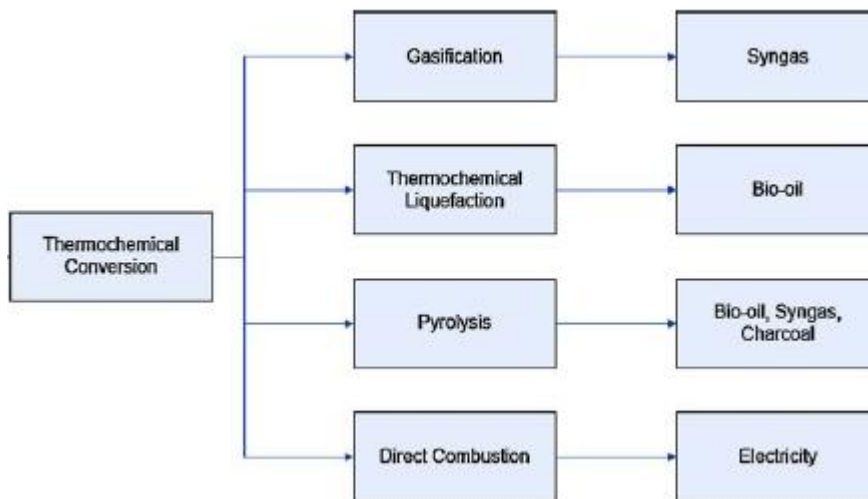 Gasification
Syngas
Thermochemical
Liquefaction
Bio-oil
Thermochemical
Conversion
Pyrolysis
Bio-oil, Syngas,
Charcoal
Direct Combustion
Electricity